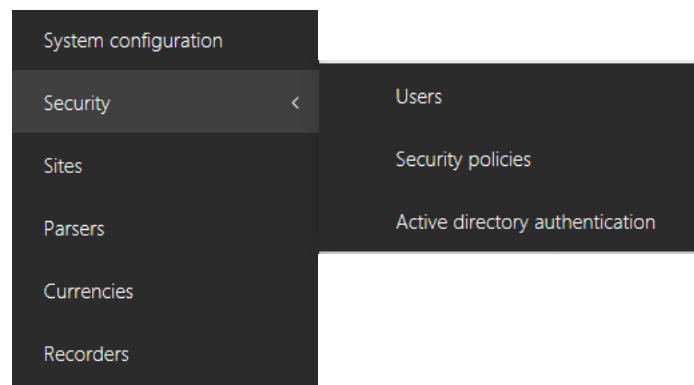 System configuration
Security <
Users
Security policies
Active directory authentication
Sites
Parsers
Currencies
Recorders